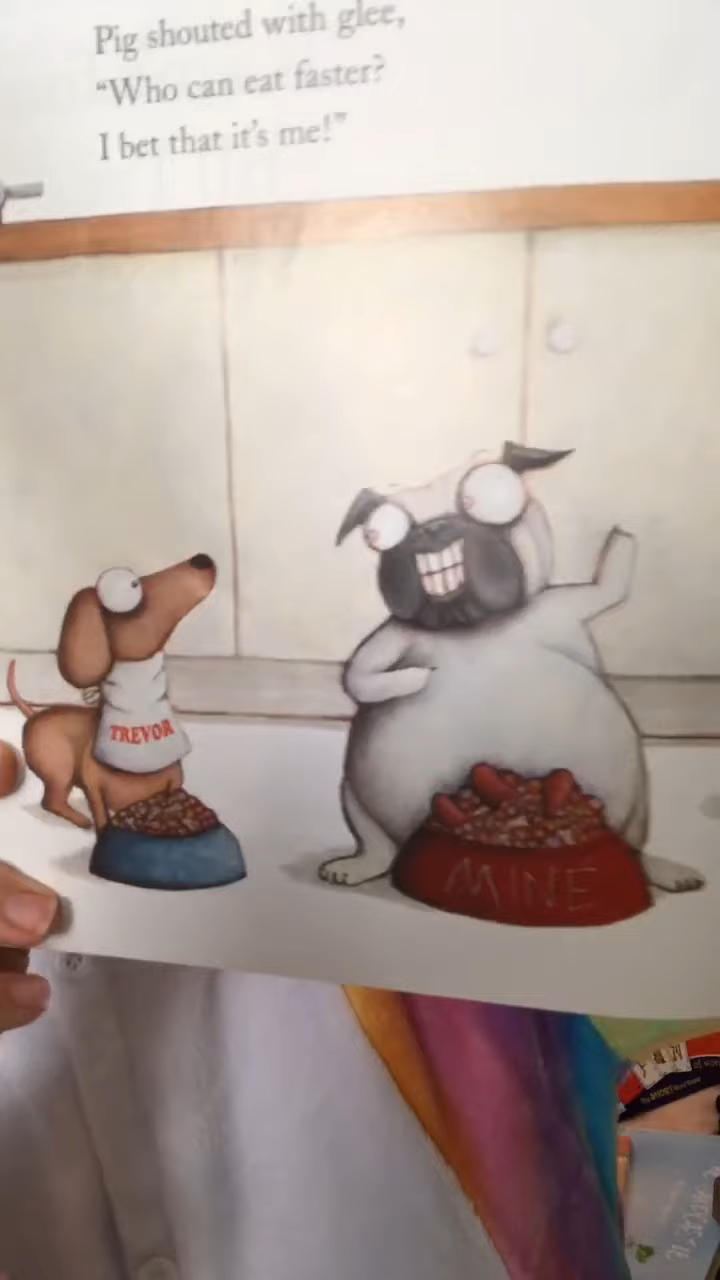 Pig shouted with glee,
“Who can eat faster?
I bet that it’s me!”
TREVOR
MINE